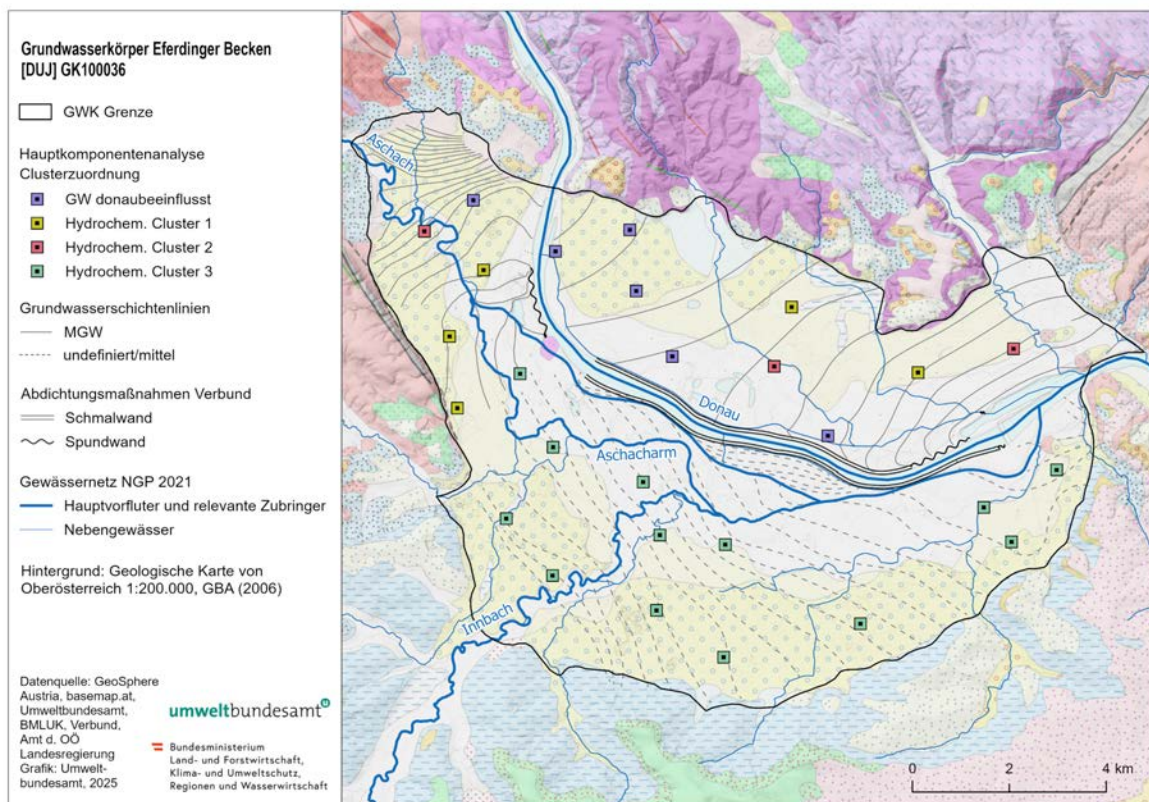 Grundwasserkörper Eferdinger Becken
[DUJ] GK100036
GWK Grenze
Hauptkomponentenanalyse
Clusterzuordnung
GW donaubeeinflusst
Hydrochem. Cluster 1
Hydrochem. Cluster 2
Hydrochem. Cluster 3
Grundwasserschichtenlinien
MGW
undefiniert/mittel
Abdichtungsmaßnahmen Verbund
Schmalwand
Spundwand
Gewässernetz NGP 2021
Hauptvorfluter und relevante Zubringer
Nebengewässer
Hintergrund: Geologische Karte von
Oberösterreich 1:200.000, GBA (2006)
Datenquelle: GeoSphere
Austria, basemap.at,
Umweltbundesamt,
BMLUK, Verbund,
Amt d. OÖ
Landesregierung
Grafik: Umwelt-
bundesamt, 2025
umweltbundesamt
Bundesministerium
Land- und Forstwirtschaft,
Klima- und Umweltschutz,
Regionen und Wasserwirtschaft
Aschach
Donau
Aschacharm
Innbach
0 2 4 km